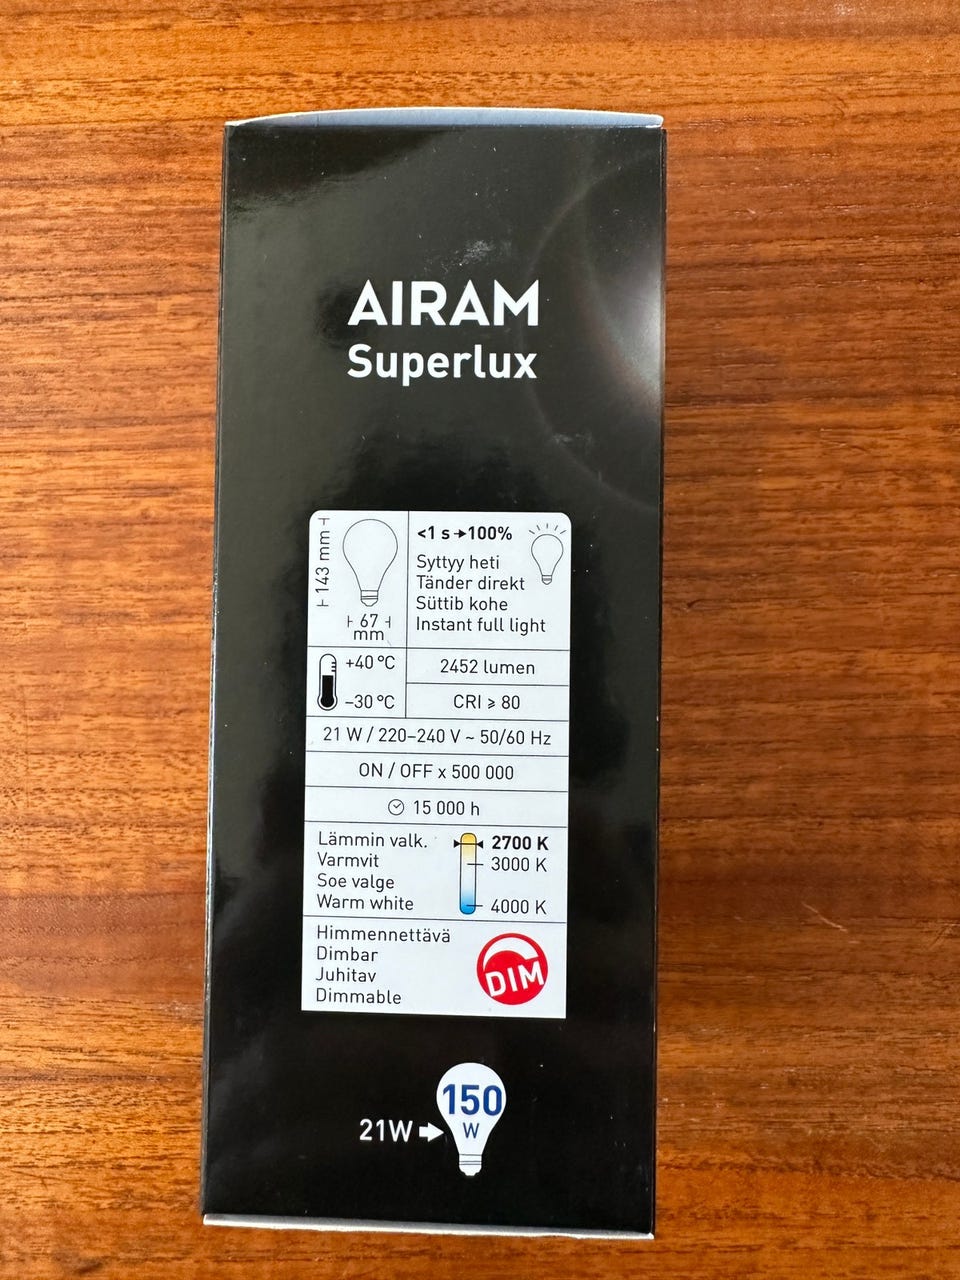 AIRAM
Superlux
143 mm
67
mm
<1 s→100%
Syttyy heti
Tänder direkt
Süttib kohe
Instant full light
+40 °C
–30 °C
2452 lumen
CRI ⩾ 80
21 W / 220–240 V ~ 50/60 Hz
ON / OFF x 500 000
15 000 h
Lämmin valk.
Varmvit
Soe valge
Warm white
2700 K
3000 K
4000 K
Himmennettävä
Dimbar
Juhitav
Dimmable
DIM
21W
150
W